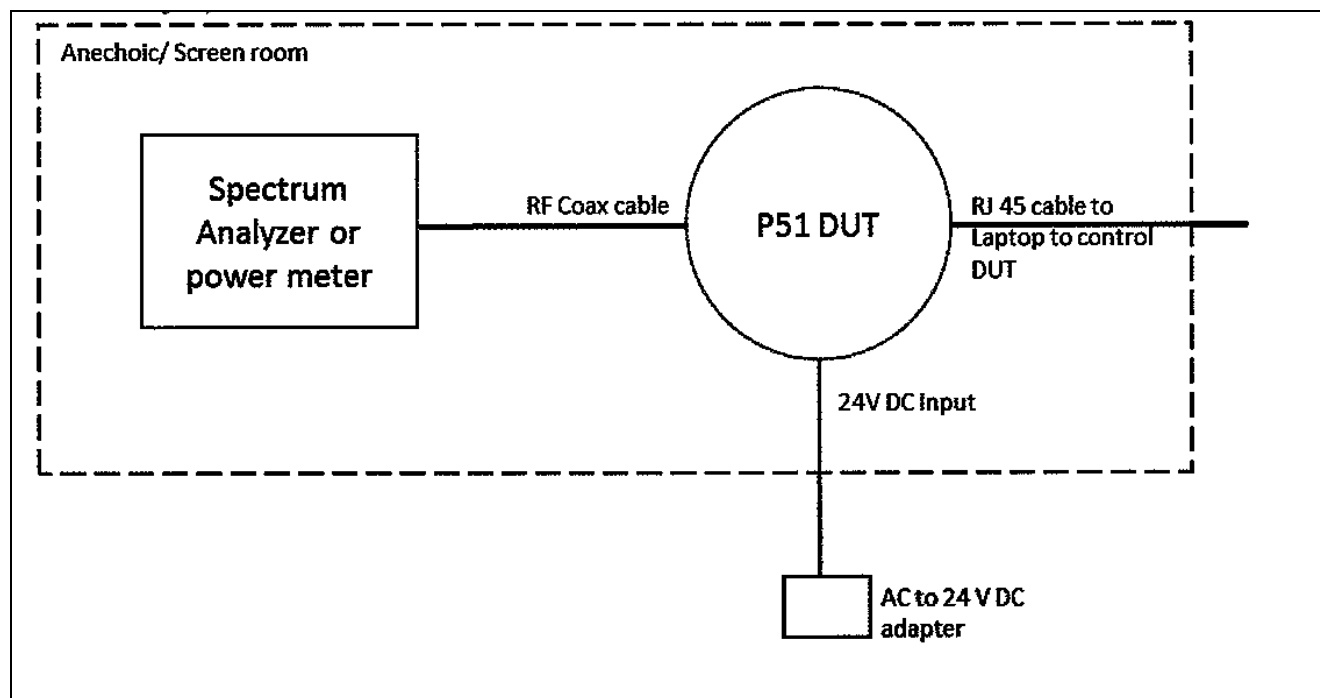 Anechoic/ Screen room
Spectrum
Analyzer or
power meter
RF Coax cable
P51 DUT
RJ 45 cable to
Laptop to control
DUT
24V DC Input
AC to 24 V DC
adapter